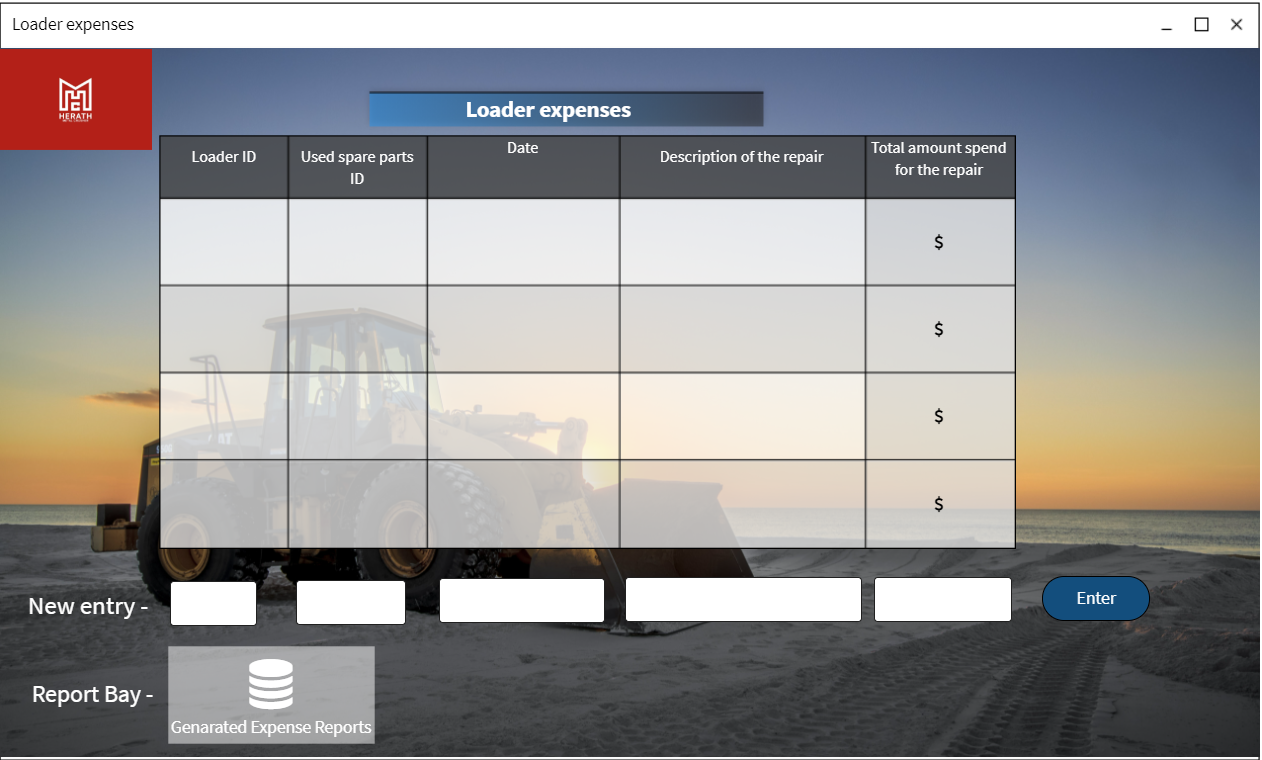 Loader expenses
HERATH
Loader expenses
Loader ID
Used spare parts
ID
Date
Description of the repair
Total amount spend
for the repair
$
$
$
$
New entry -
Enter
Report Bay -
Genarated Expense Reports